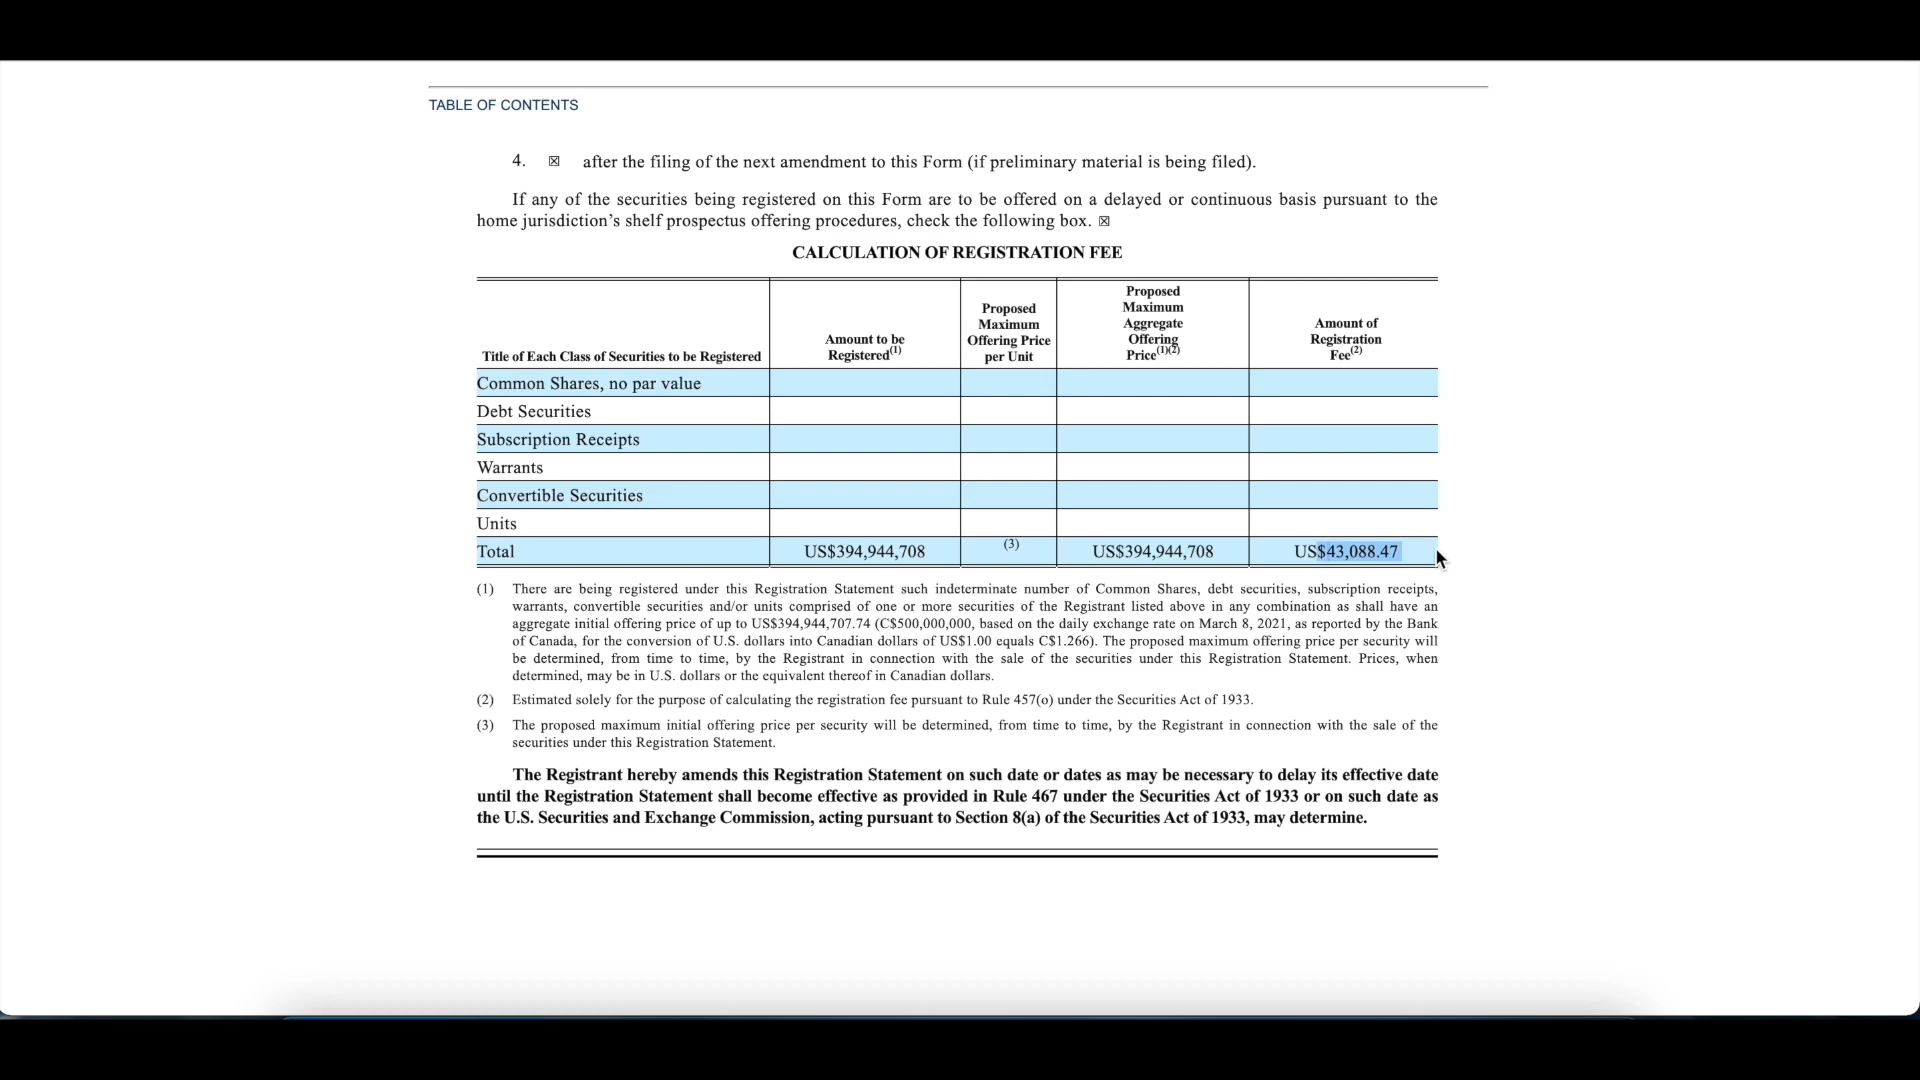 TABLE OF CONTENTS
4. ☒ after the filing of the next amendment to this Form (if preliminary material is being filed).
If any of the securities being registered on this Form are to be offered on a delayed or continuous basis pursuant to the
home jurisdiction’s shelf prospectus offering procedures, check the following box. ☒
CALCULATION OF REGISTRATION FEE
Title of Each Class of Securities to be Registered
Amount to be
Registered(1)
Proposed
Maximum
Offering Price
per Unit
Proposed
Maximum
Aggregate
Offering
Price(1)(2)
Amount of
Registration
Fee(2)
Common Shares, no par value
Debt Securities
Subscription Receipts
Warrants
Convertible Securities
Units
Total US$394,944,708 (3) US$394,944,708 US$43,088.47
(1) There are being registered under this Registration Statement such indeterminate number of Common Shares, debt securities, subscription receipts,
warrants, convertible securities and/or units comprised of one or more securities of the Registrant listed above in any combination as shall have an
aggregate initial offering price of up to US$394,944,707.74 (C$500,000,000, based on the daily exchange rate on March 8, 2021, as reported by the Bank
of Canada, for the conversion of U.S. dollars into Canadian dollars of US$1.00 equals C$1.266). The proposed maximum offering price per security will
be determined, from time to time, by the Registrant in connection with the sale of the securities under this Registration Statement. Prices, when
determined, may be in U.S. dollars or the equivalent thereof in Canadian dollars.
(2) Estimated solely for the purpose of calculating the registration fee pursuant to Rule 457(o) under the Securities Act of 1933.
(3) The proposed maximum initial offering price per security will be determined, from time to time, by the Registrant in connection with the sale of the
securities under this Registration Statement.
The Registrant hereby amends this Registration Statement on such date or dates as may be necessary to delay its effective date
until the Registration Statement shall become effective as provided in Rule 467 under the Securities Act of 1933 or on such date as
the U.S. Securities and Exchange Commission, acting pursuant to Section 8(a) of the Securities Act of 1933, may determine.